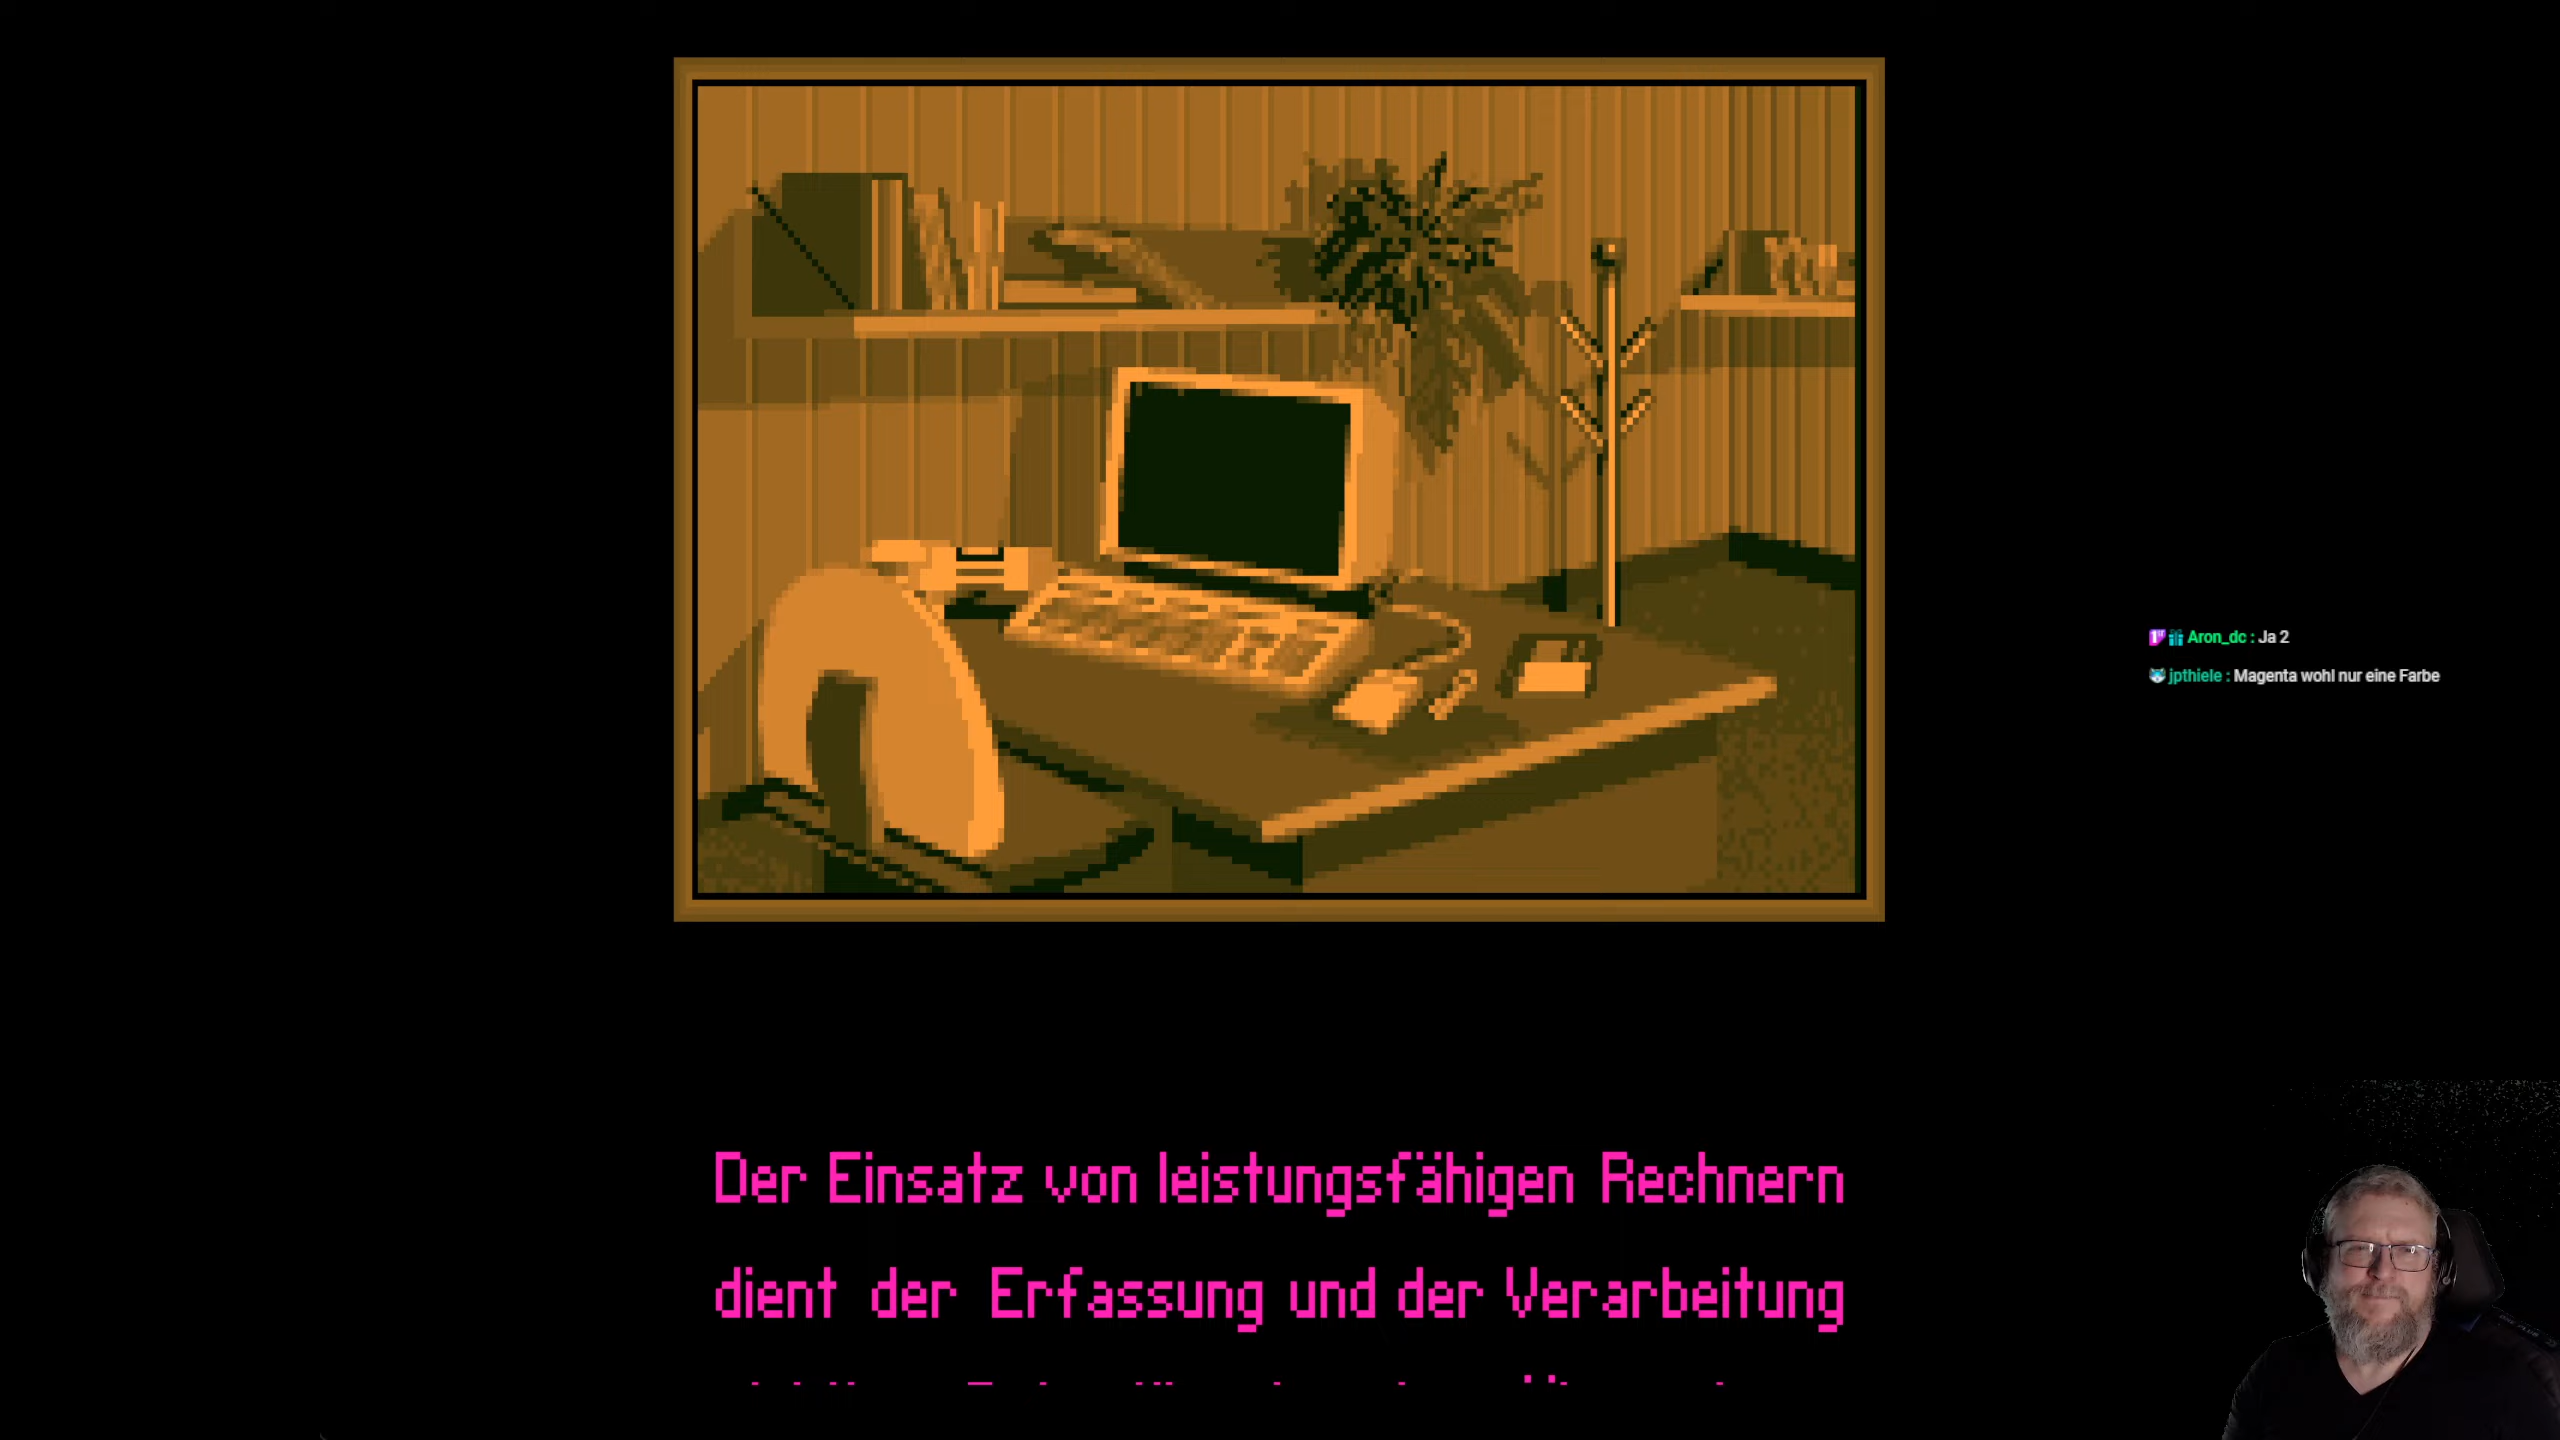 Aron_dc : Ja 2
jpthiele : Magenta wohl nur eine Farbe
Der Einsatz von leistungsfähigen Rechnern
dient der Erfassung und der Verarbeitung